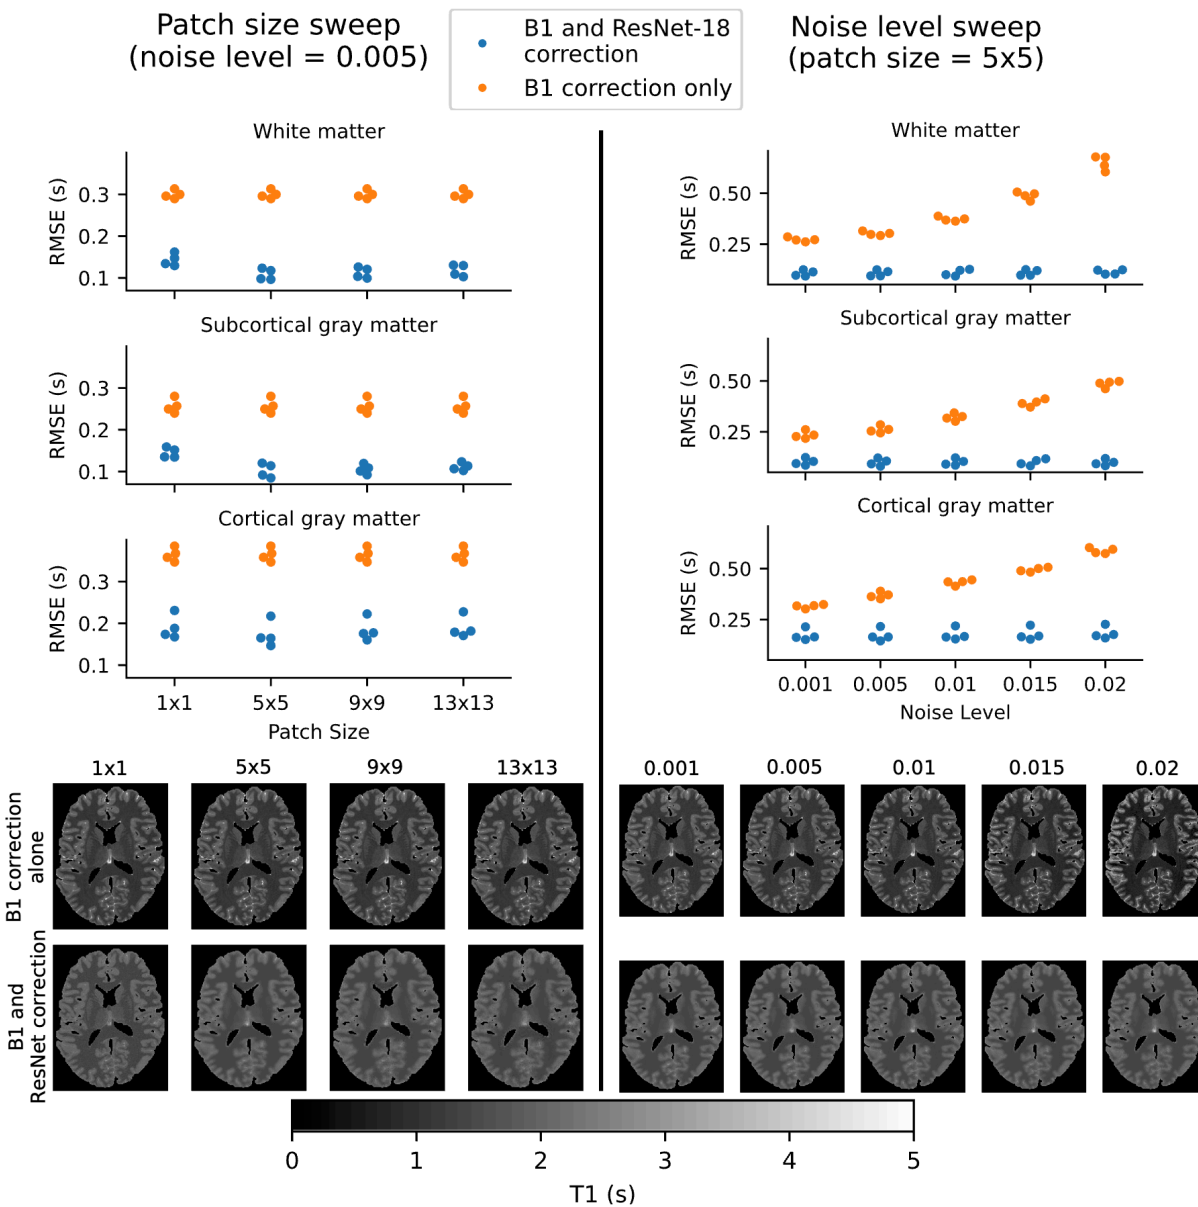 Patch size sweep
(noise level = 0.005)
B1 and ResNet-18
correction
B1 correction only
Noise level sweep
(patch size = 5x5)
White matter
RMSE (s)
0.3
0.2
0.1
Subcortical gray matter
RMSE (s)
0.3
0.2
0.1
Cortical gray matter
RMSE (s)
0.3
0.2
0.1
1x1 5x5 9x9 13x13
Patch Size
White matter
RMSE (s)
0.50
0.25
Subcortical gray matter
RMSE (s)
0.50
0.25
Cortical gray matter
RMSE (s)
0.50
0.25
0.001 0.005 0.01 0.015 0.02
Noise Level
1x1 5x5 9x9 13x13
0.001 0.005 0.01 0.015 0.02
B1 correction
alone
B1 and
ResNet correction
0 1 2 3 4 5
T1 (s)